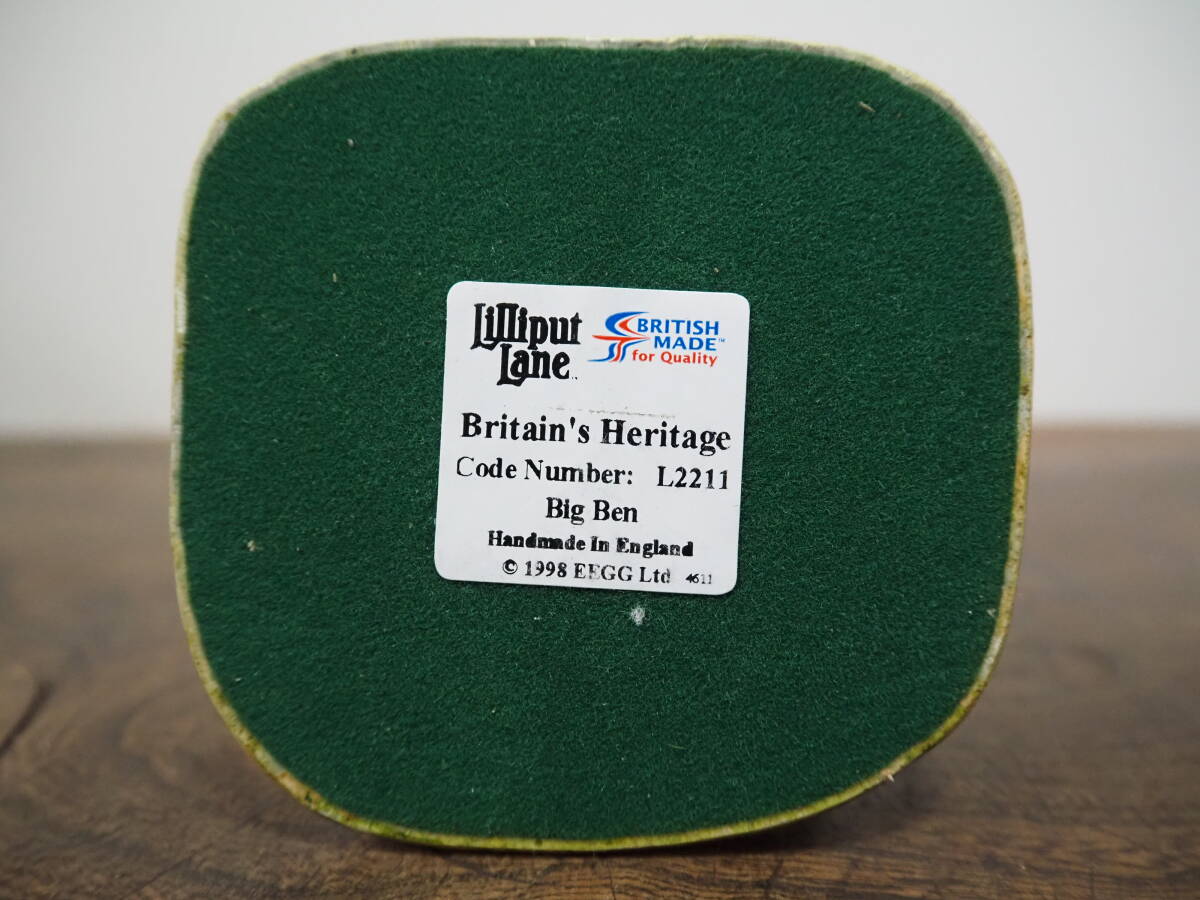 Lilliput
Lane
BRITISH
MADE™
for Quality
Britain's Heritage
Code Number: L2211
Big Ben
Handmade In England
© 1998 EEGG Ltd 4611